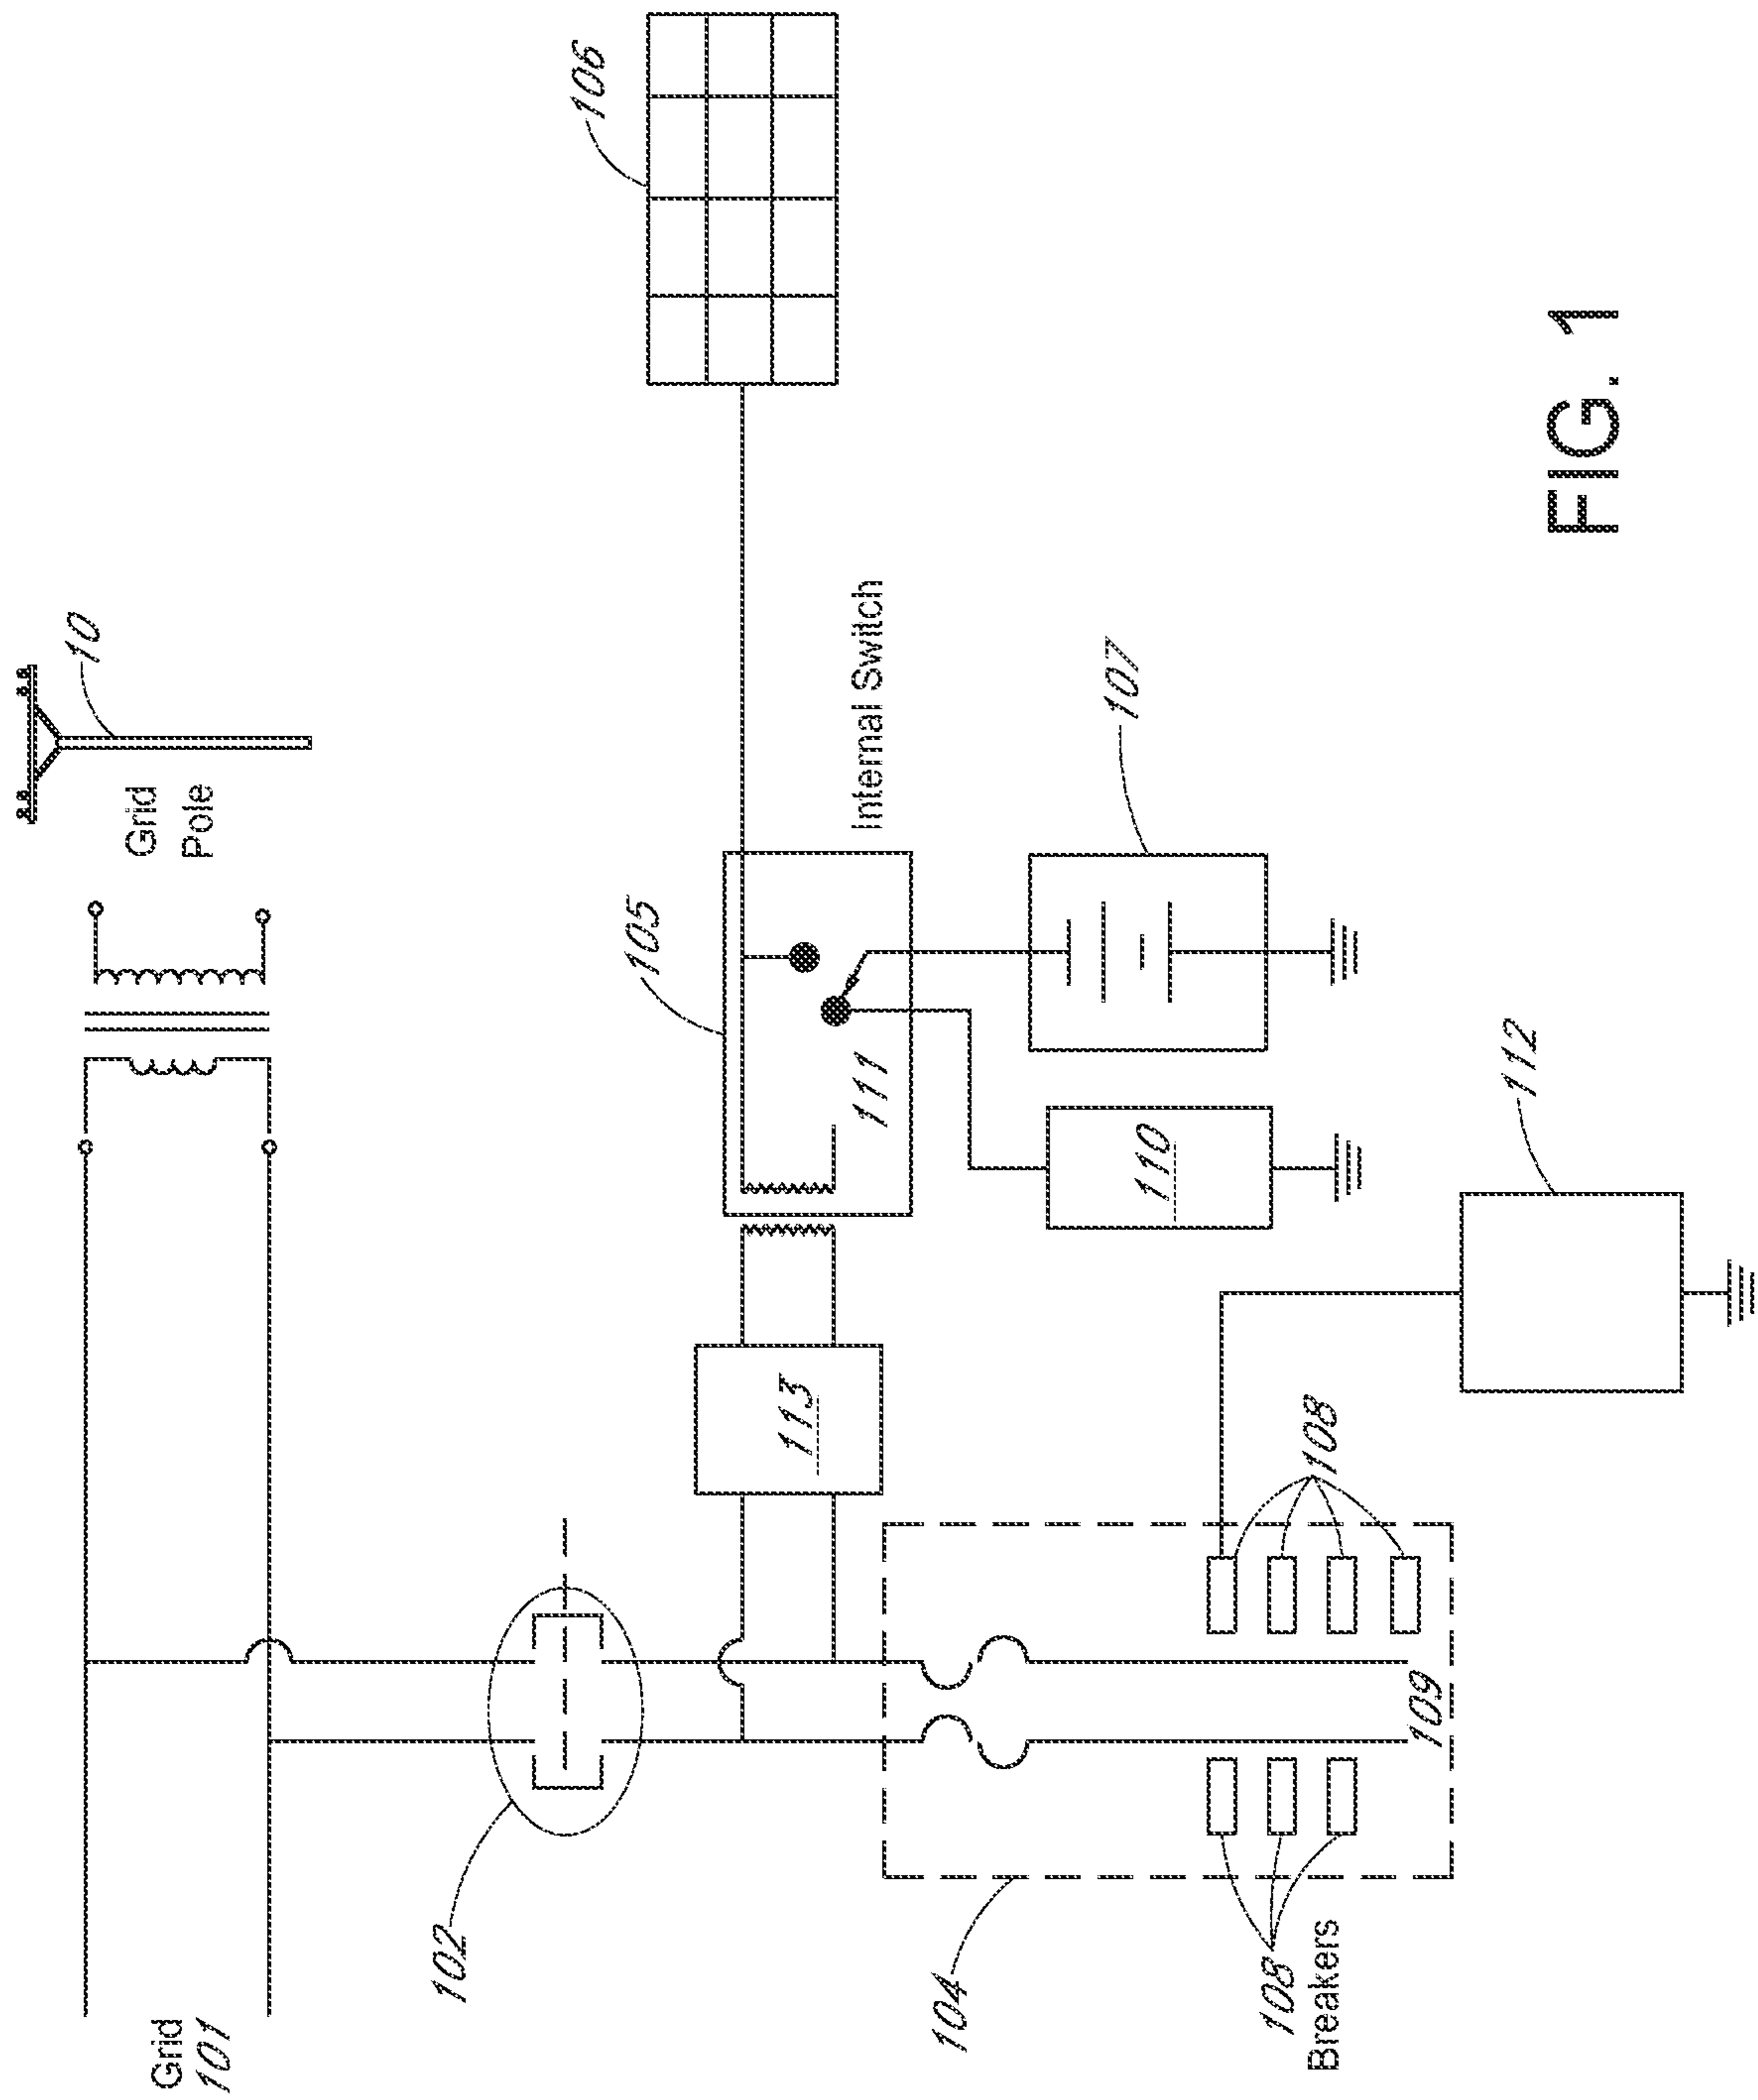 Grid
101
10
Grid
Pole
102
106
105
113
111
Internal Switch
104
110
107
108
Breakers
109
108
112
FIG. 1